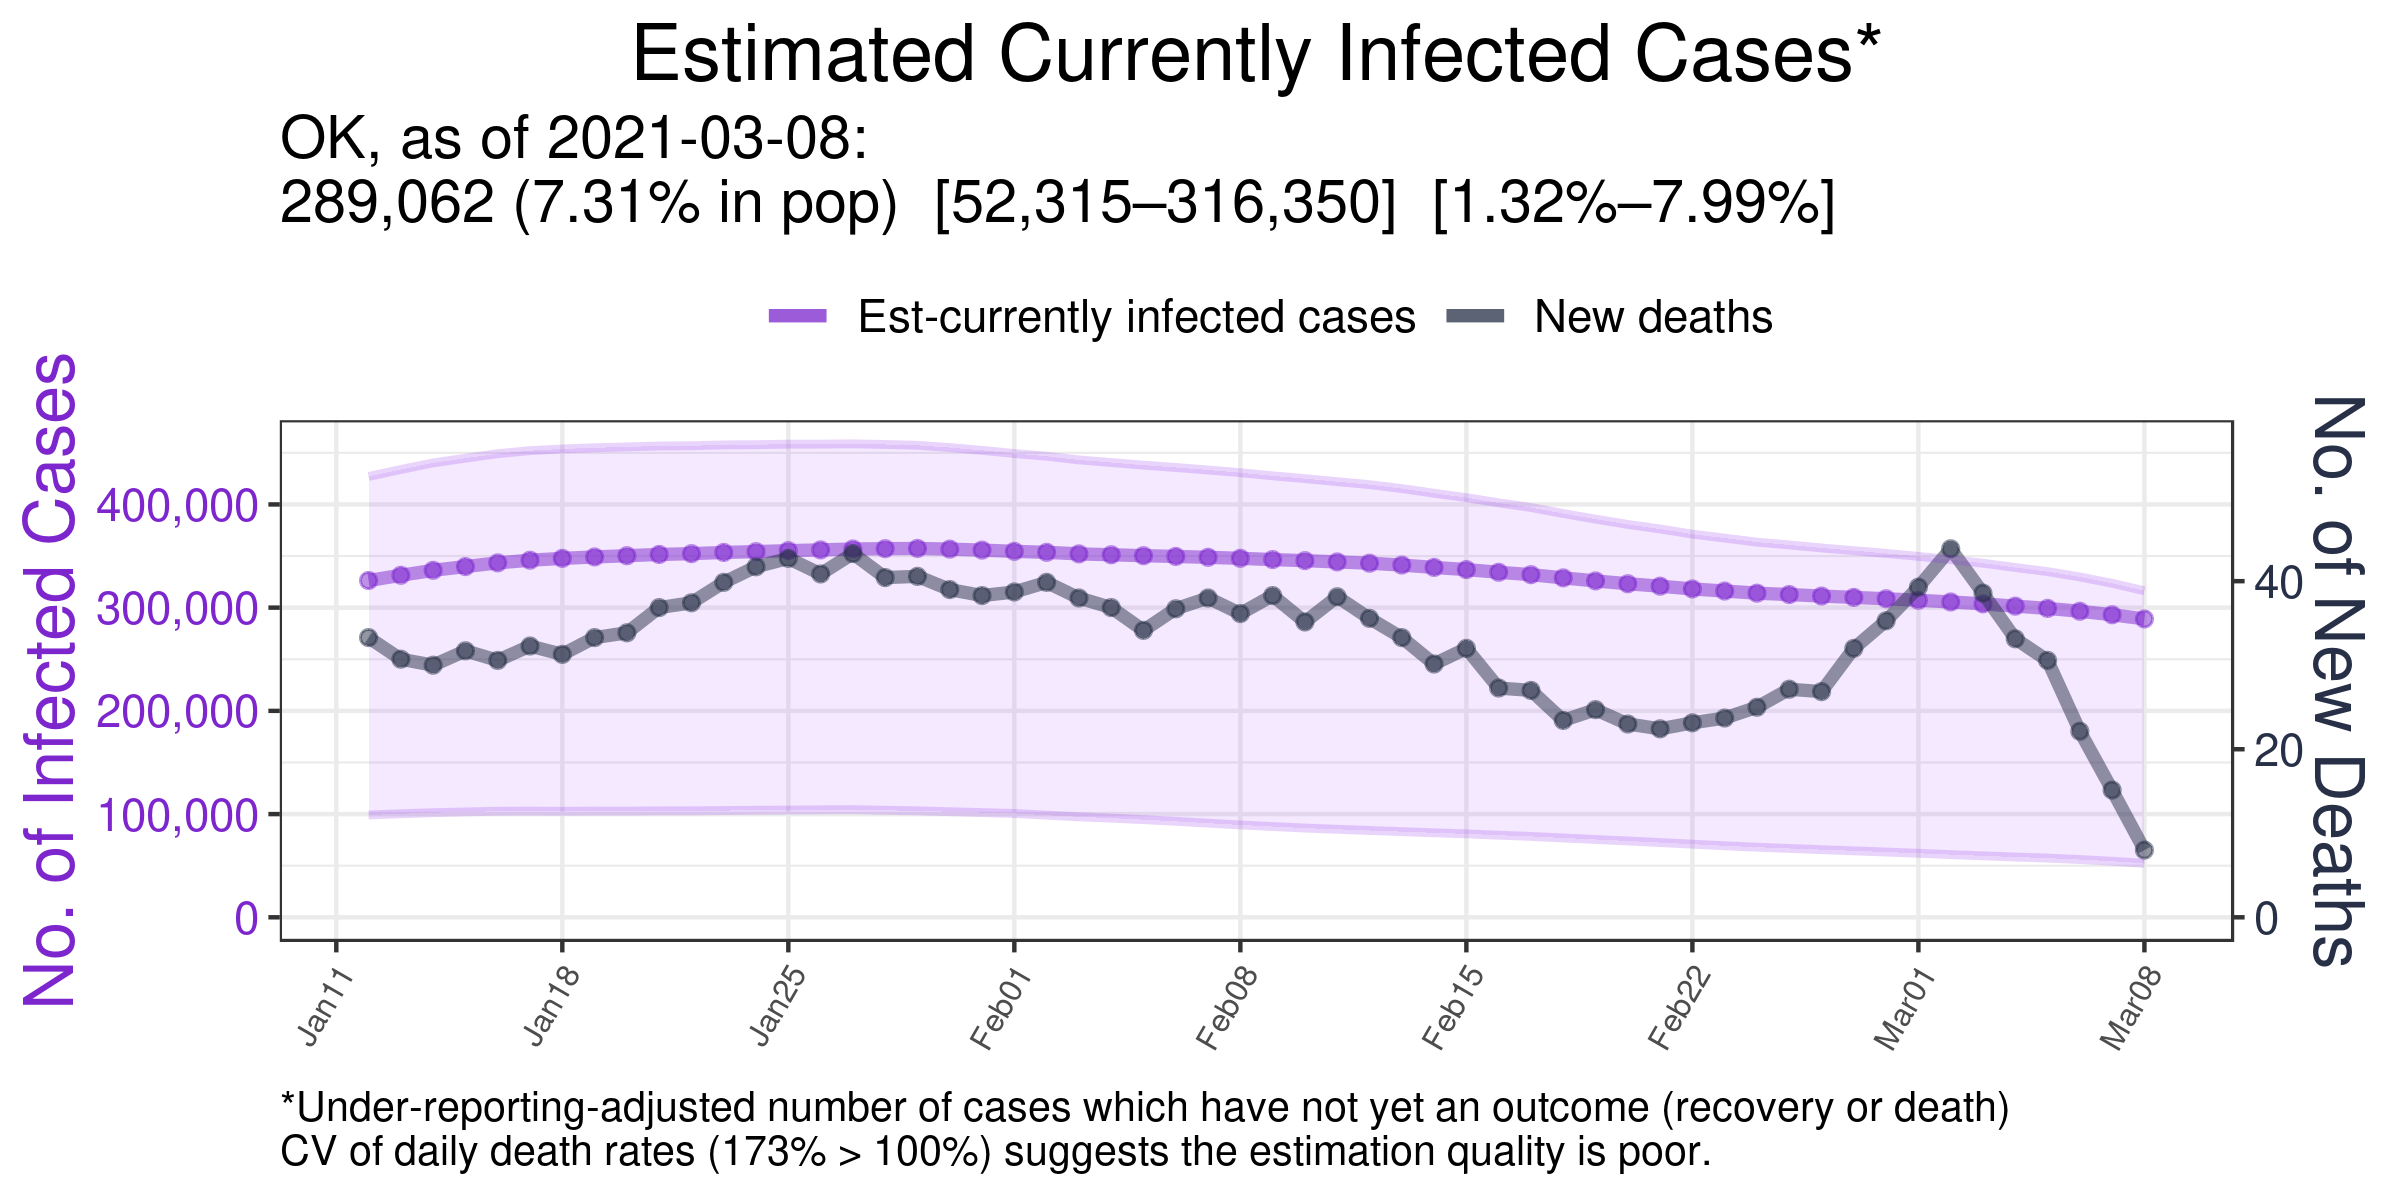 Estimated Currently Infected Cases*
OK, as of 2021-03-08:
289,062 (7.31% in pop) [52,315–316,350] [1.32%–7.99%]
Est-currently infected cases
New deaths
No. of Infected Cases
400,000
300,000
200,000
100,000
0
No. of New Deaths
40
20
0
Jan11
Jan18
Jan25
Feb01
Feb08
Feb15
Feb22
Mar01
Mar08
*Under-reporting-adjusted number of cases which have not yet an outcome (recovery or death)
CV of daily death rates (173% > 100%) suggests the estimation quality is poor.